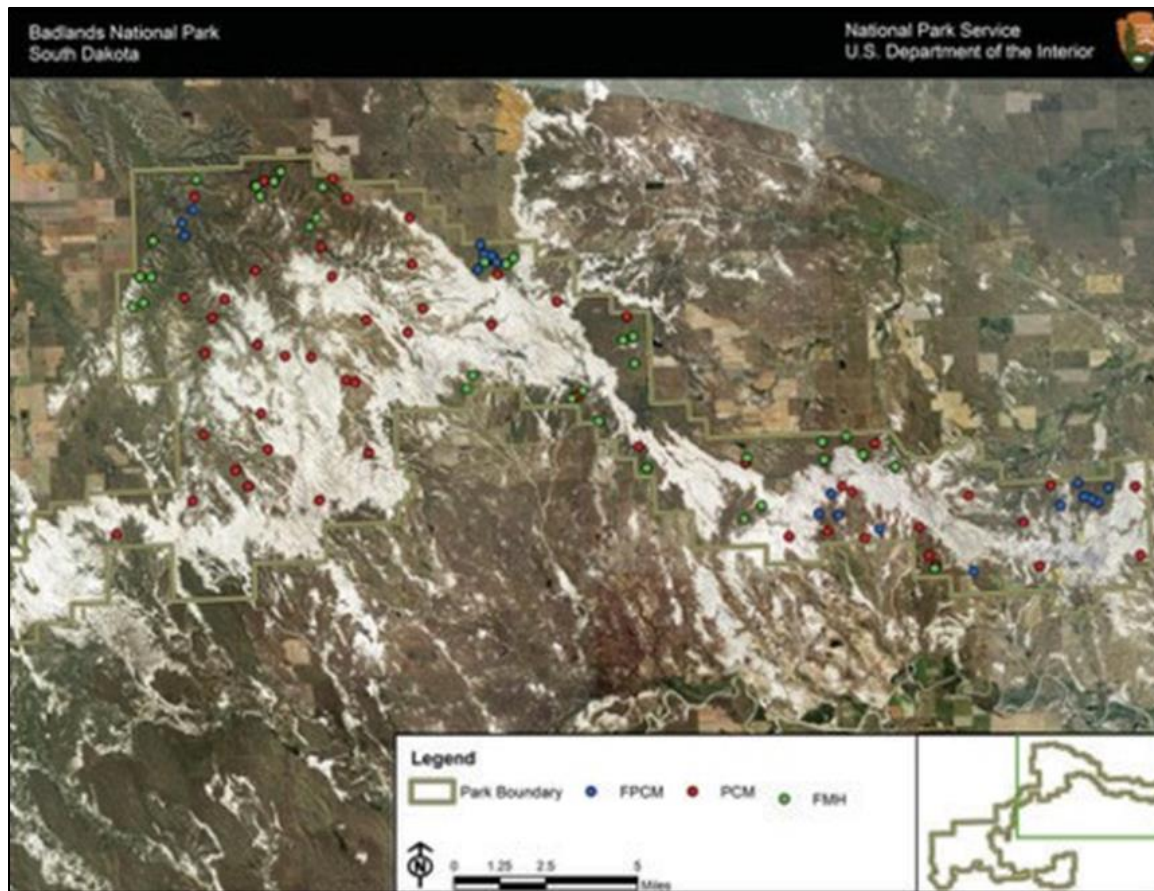 Badlands National Park
South Dakota
National Park Service
U.S. Department of the Interior
Legend
Park Boundary
FPCM
PCM
FMH
N
0 1.25 2.5 5
Miles